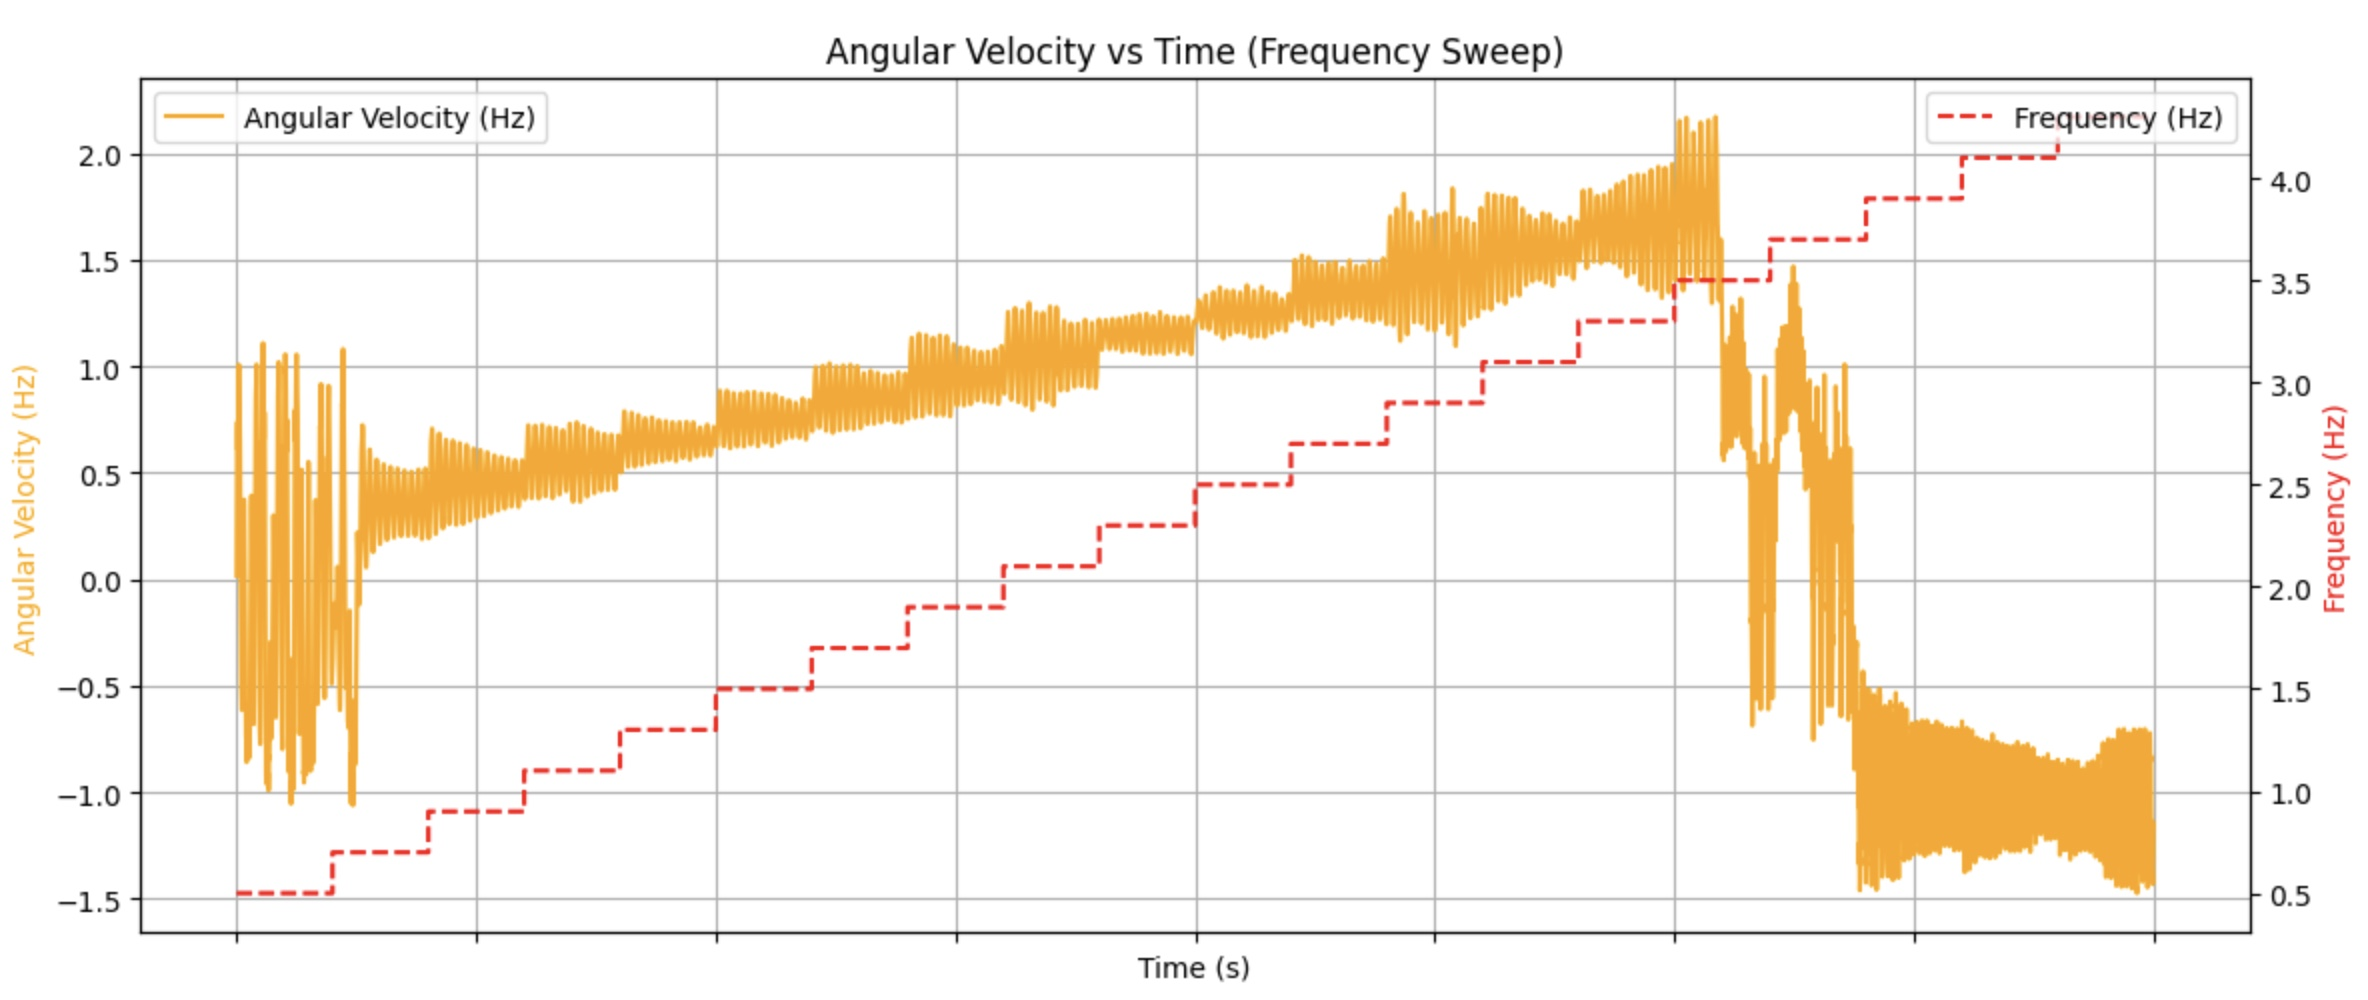 Angular Velocity vs Time (Frequency Sweep)
Angular Velocity (Hz)
Frequency (Hz)
2.0
1.5
1.0
0.5
0.0
−0.5
−1.0
−1.5
4.0
3.5
3.0
2.5
2.0
1.5
1.0
0.5
Angular Velocity (Hz)
Frequency (Hz)
Time (s)